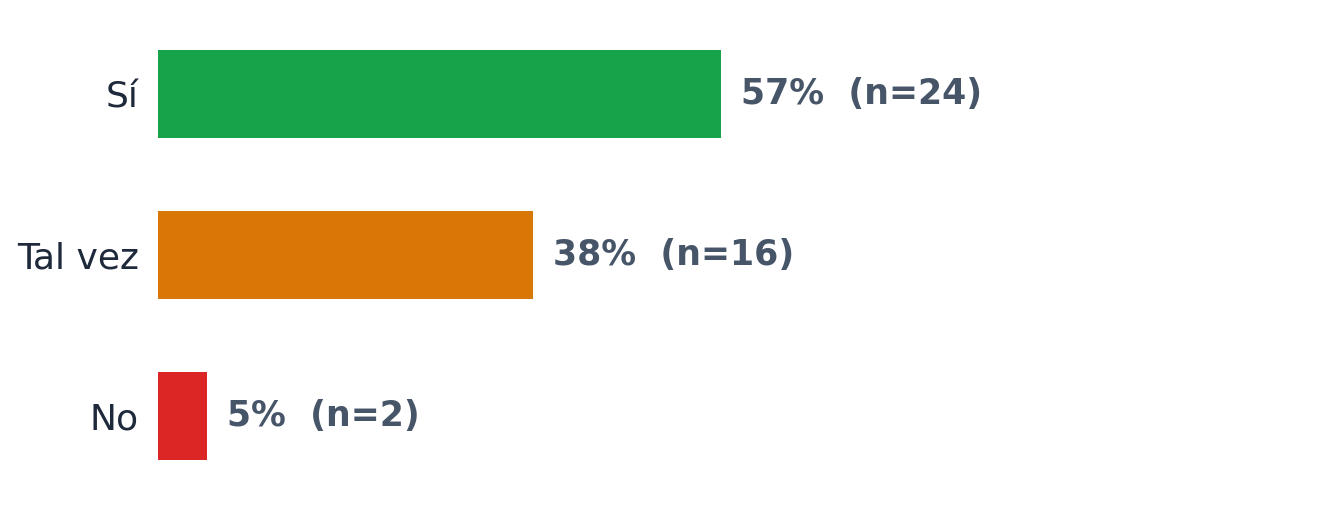 Sí 57% (n=24)
Tal vez 38% (n=16)
No 5% (n=2)